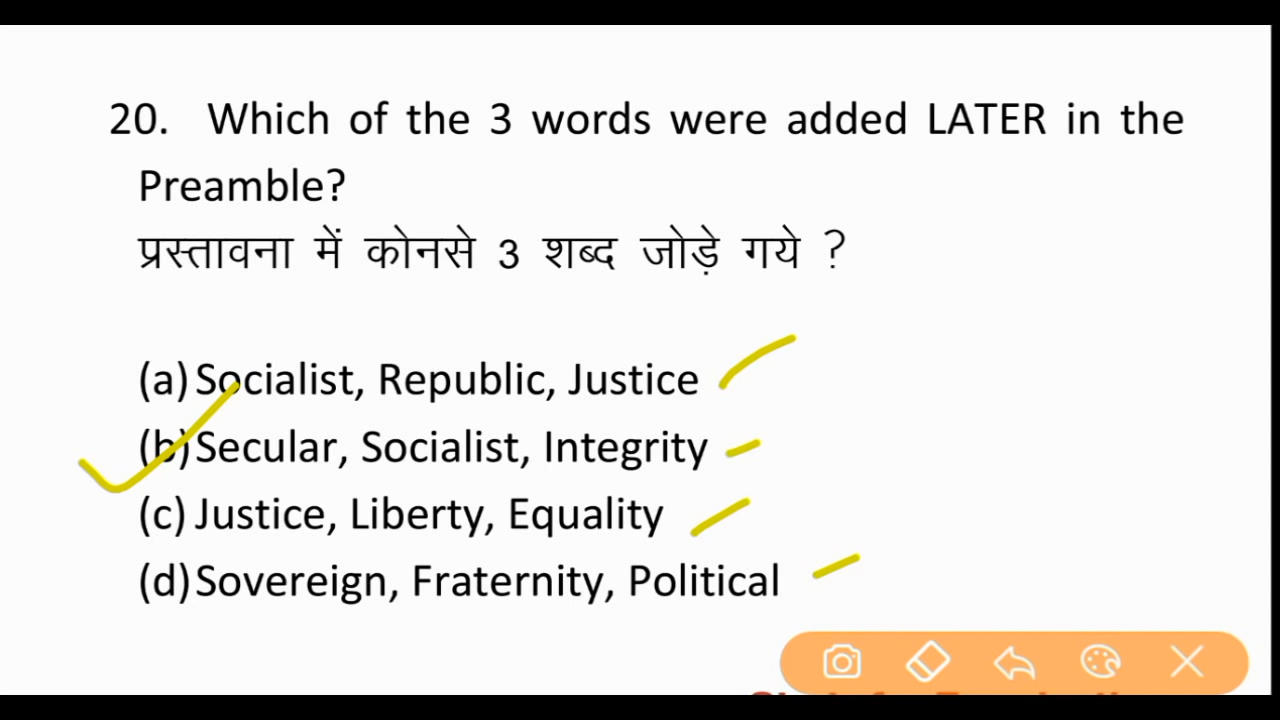 20. Which of the 3 words were added LATER in the
Preamble?
प्रस्तावना में कोनसे 3 शब्द जोड़े गये ?
(a) Socialist, Republic, Justice
(b) Secular, Socialist, Integrity
(c) Justice, Liberty, Equality
(d) Sovereign, Fraternity, Political